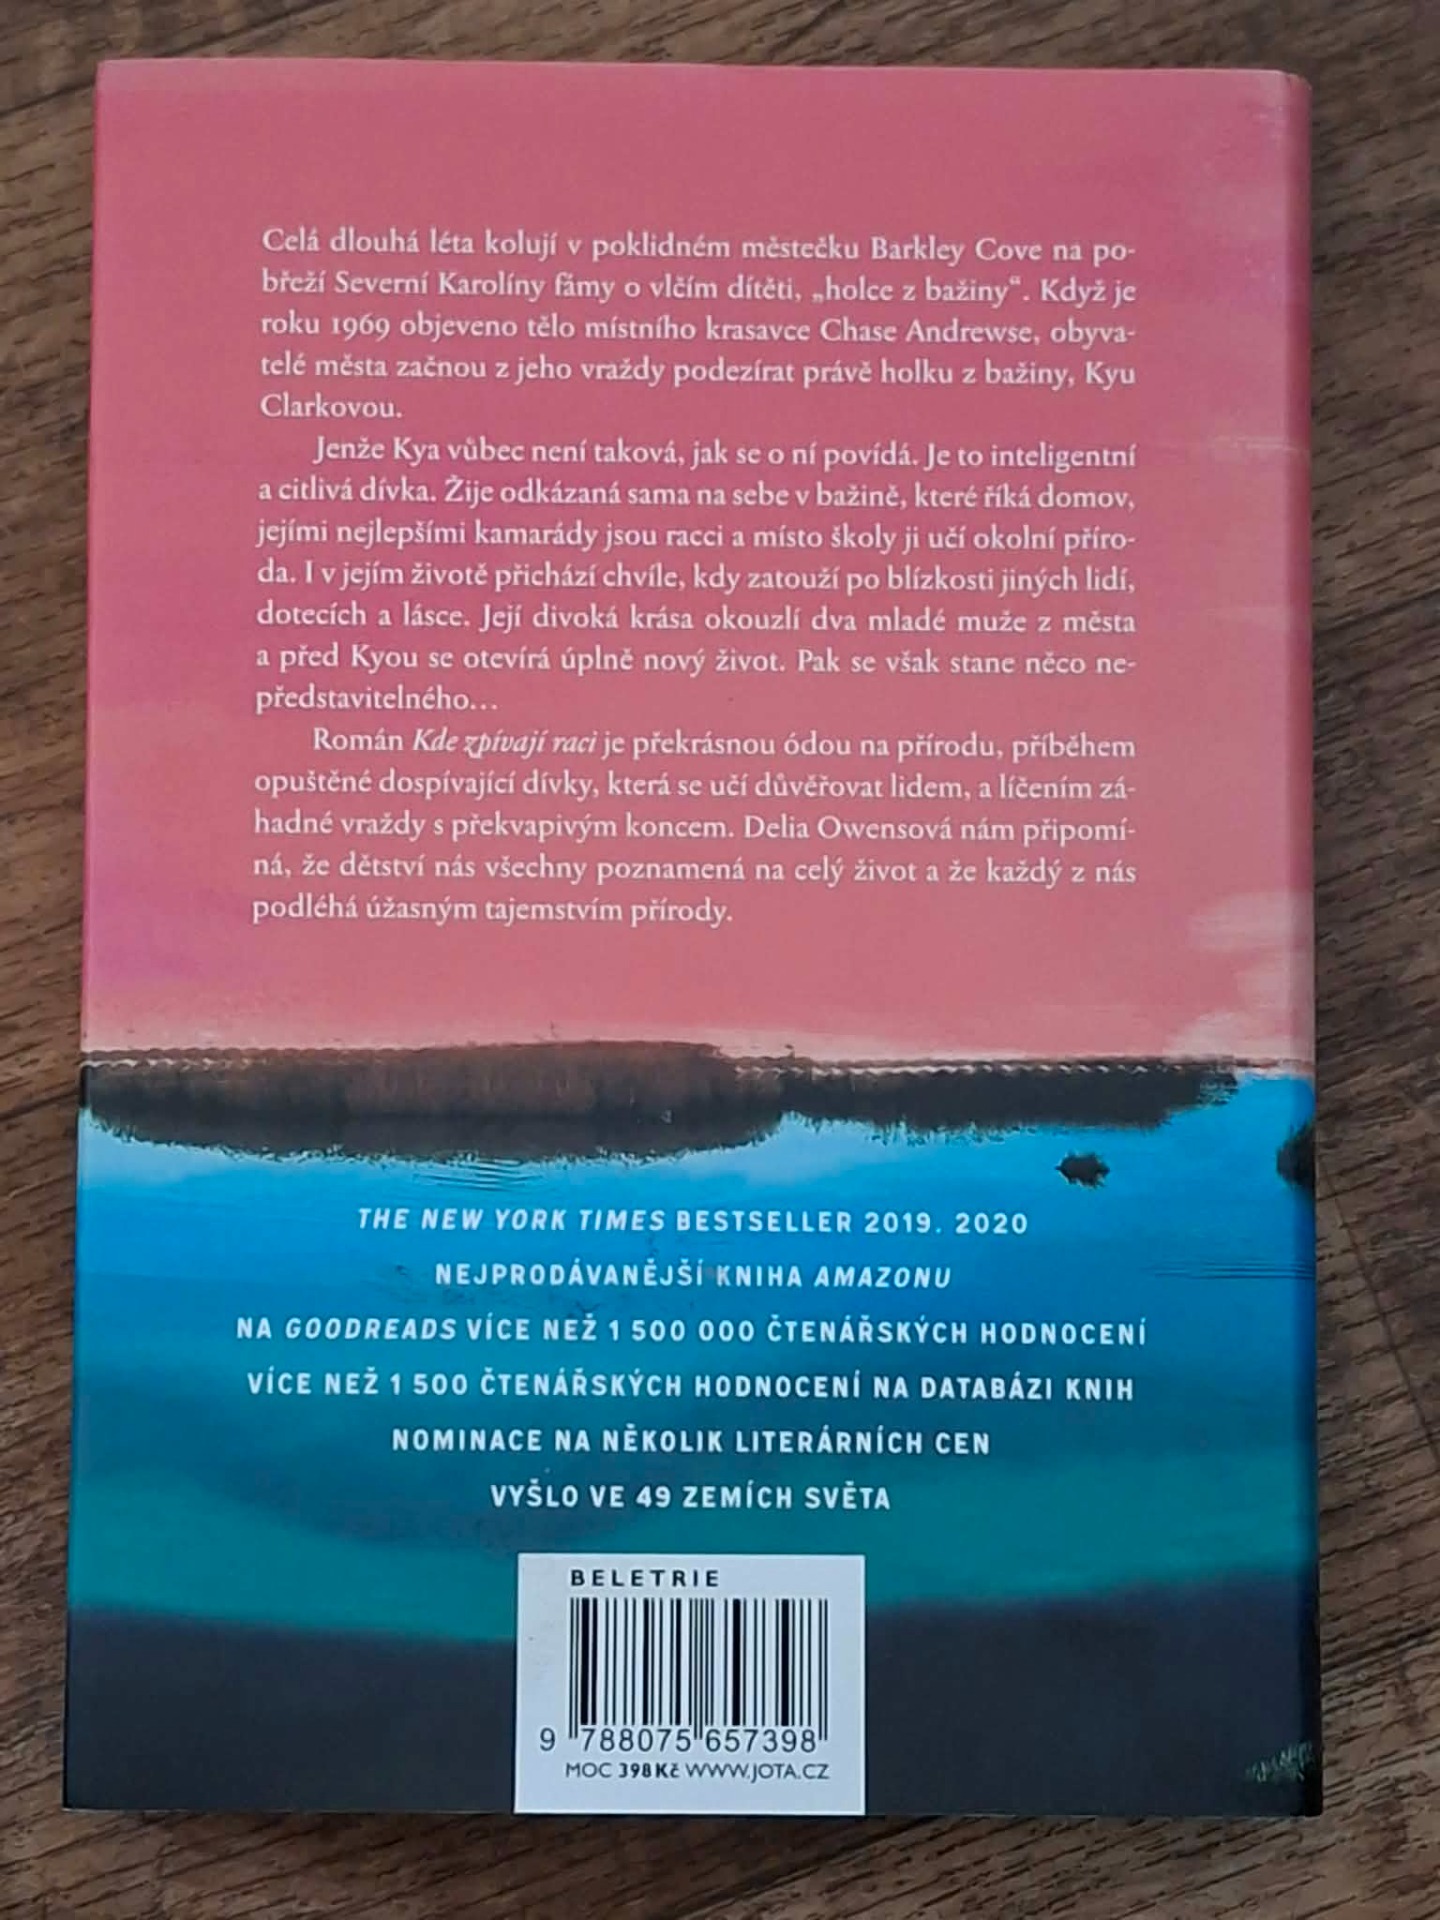 Celá dlouhá léta kolují v poklidném městečku Barkley Cove na po-
břeží Severní Karolíny fámy o vlčím dítěti, „holce z bažiny“. Když je
roku 1969 objeveno tělo místního krasavce Chase Andrewse, obyva-
telé města začnou z jeho vraždy podezírat právě holku z bažiny, Kyu
Clarkovou.
Jenže Kya vůbec není taková, jak se o ní povídá. Je to inteligentní
a citlivá dívka. Žije odkázaná sama na sebe v bažině, které říká domov,
jejími nejlepšími kamarády jsou racci a místo školy ji učí okolní příro-
da. I v jejím životě přichází chvíle, kdy zatouží po blízkosti jiných lidí,
dotecích a lásce. Její divoká krása okouzlí dva mladé muže z města
a před Kyou se otevírá úplně nový život. Pak se však stane něco ne-
představitelného...
Román Kde zpívají raci je překrásnou ódou na přírodu, příběhem
opuštěné dospívající dívky, která se učí důvěřovat lidem, a líčením zá-
hadné vraždy s překvapivým koncem. Delia Owensová nám připomí-
ná, že dětství nás všechny poznamená na celý život a že každý z nás
podléhá úžasným tajemstvím přírody.
THE NEW YORK TIMES BESTSELLER 2019. 2020
NEJPRODÁVANĚJŠÍ KNIHA AMAZONU
NA GOODREADS VÍCE NEŽ 1 500 000 ČTENÁŘSKÝCH HODNOCENÍ
VÍCE NEŽ 1 500 ČTENÁŘSKÝCH HODNOCENÍ NA DATABÁZI KNIH
NOMINACE NA NĚKOLIK LITERÁRNÍCH CEN
VYŠLO VE 49 ZEMÍCH SVĚTA
BELETRIE
9 788075 657398
MOC 398 Kč WWW.JOTA.CZ